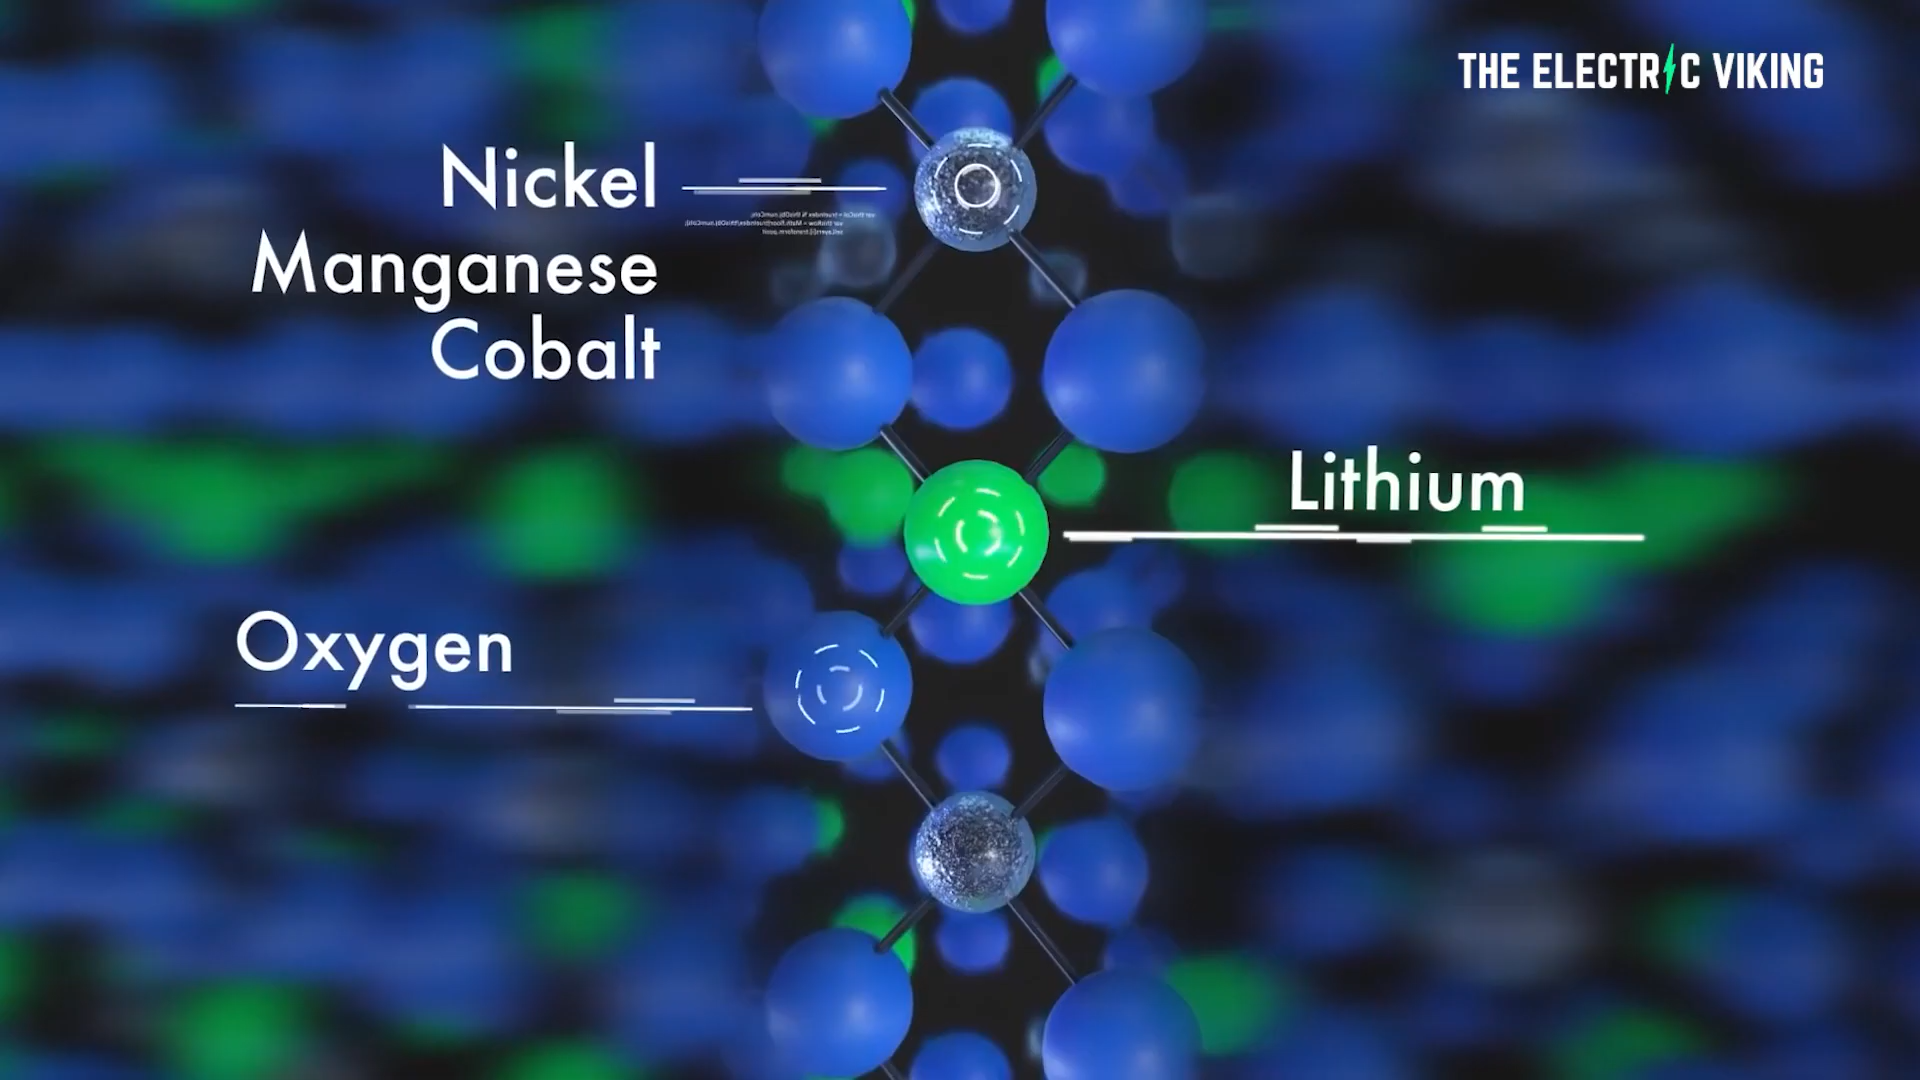 THE ELECTRIC VIKING
Nickel
Manganese
Cobalt
Lithium
Oxygen